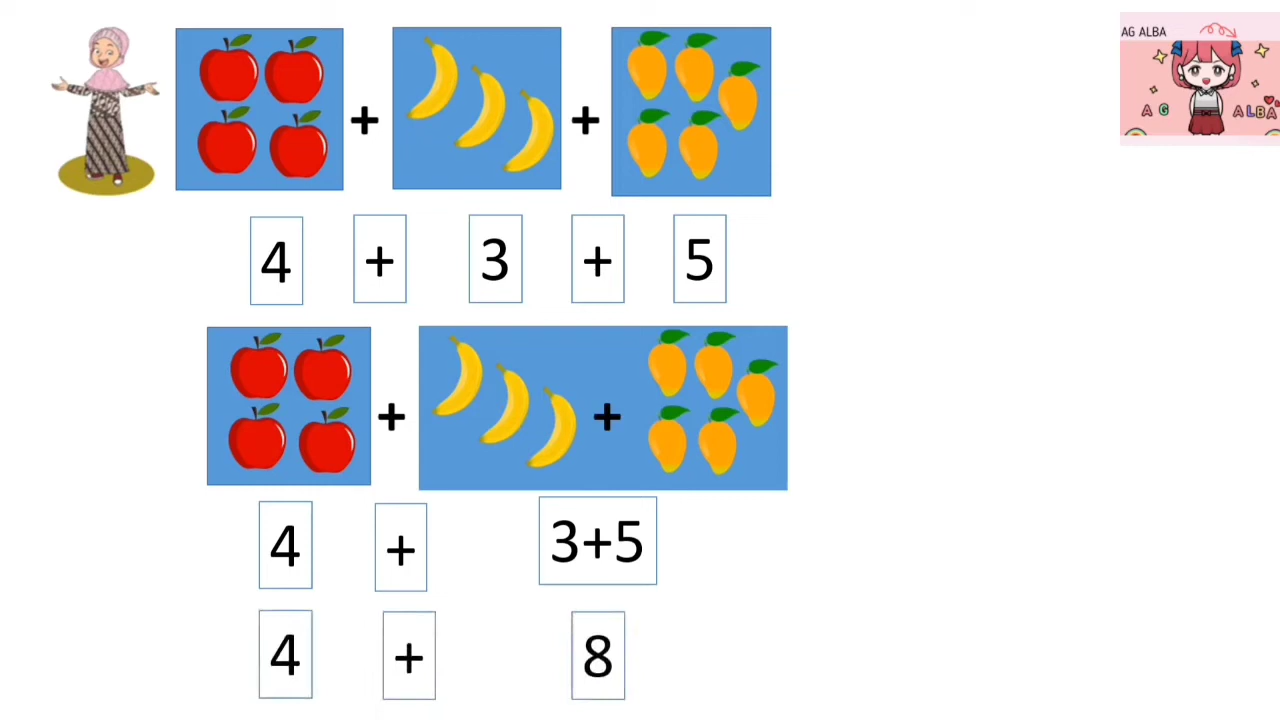 AG ALBA
A G ALBA
+ +
4 + 3 + 5
+ +
4 + 3+5
4 + 8